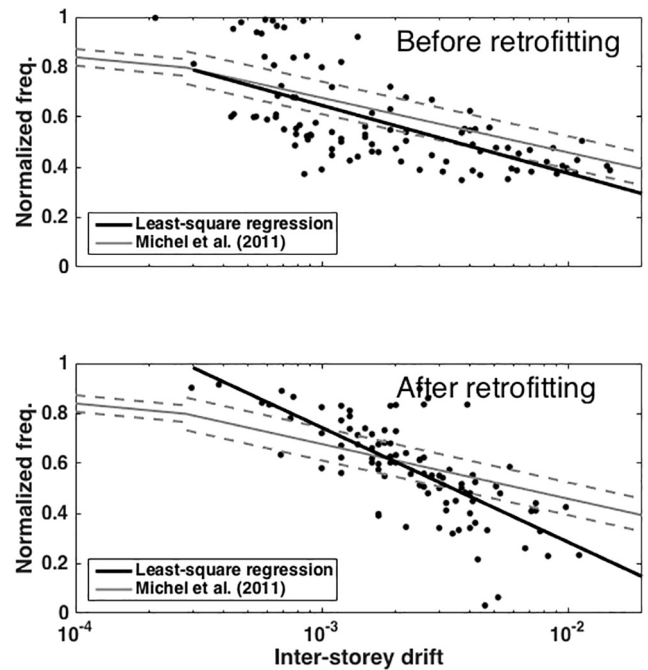 Before retrofitting
Normalized freq.
1
0.8
0.6
0.4
0.2
0
Least-square regression
Michel et al. (2011)
After retrofitting
Normalized freq.
1
0.8
0.6
0.4
0.2
0
Least-square regression
Michel et al. (2011)
10⁻⁴ 10⁻³ 10⁻²
Inter-storey drift